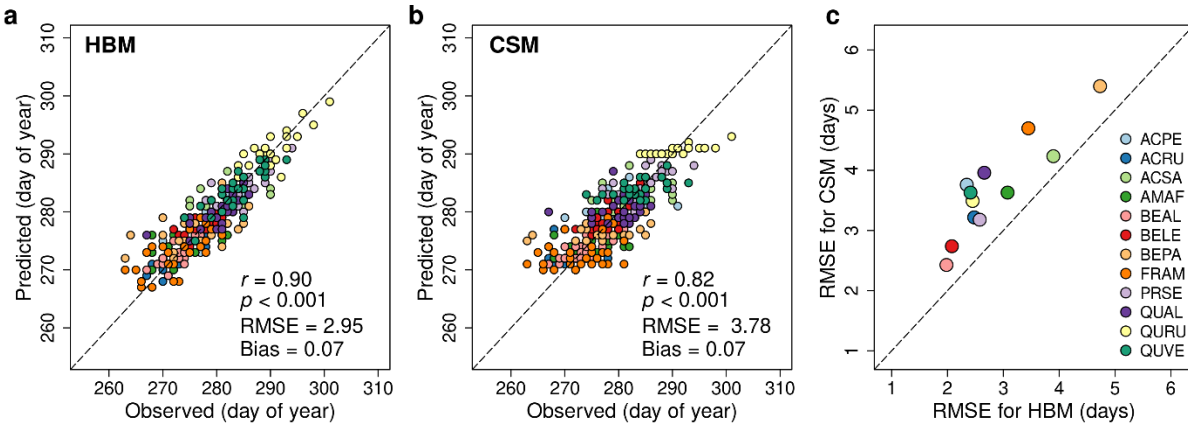 a
HBM
Predicted (day of year)
310
300
290
280
270
260
r = 0.90
p < 0.001
RMSE = 2.95
Bias = 0.07
260 270 280 290 300 310
Observed (day of year)
b
CSM
Predicted (day of year)
310
300
290
280
270
260
r = 0.82
p < 0.001
RMSE = 3.78
Bias = 0.07
260 270 280 290 300 310
Observed (day of year)
c
RMSE for CSM (days)
6
5
4
3
2
1
ACPE
ACRU
ACSA
AMAF
BEAL
BELE
BEPA
FRAM
PRSE
QUAL
QURU
QUVE
1 2 3 4 5 6
RMSE for HBM (days)